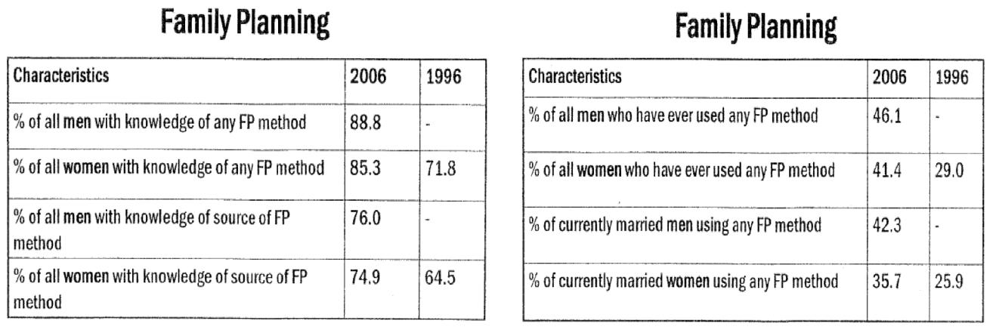 Family Planning
Characteristics 2006 1996
% of all men with knowledge of any FP method 88.8 -
% of all women with knowledge of any FP method 85.3 71.8
% of all men with knowledge of source of FP
method 76.0 -
% of all women with knowledge of source of FP
method 74.9 64.5
Family Planning
Characteristics 2006 1996
% of all men who have ever used any FP method 46.1 -
% of all women who have ever used any FP method 41.4 29.0
% of currently married men using any FP method 42.3 -
% of currently married women using any FP method 35.7 25.9